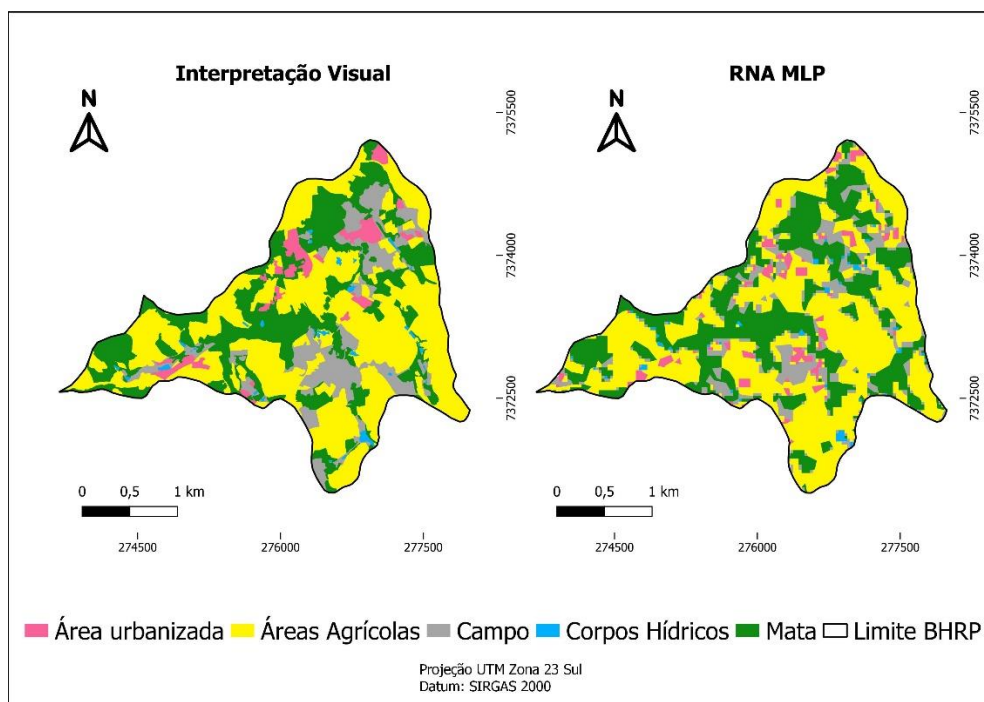 Interpretação Visual
RNA MLP
N
N
7375500
7374000
7372500
7375500
7374000
7372500
0 0,5 1 km
0 0,5 1 km
274500 276000 277500
274500 276000 277500
Área urbanizada Áreas Agrícolas Campo Corpos Hídricos Mata Limite BHRP
Projeção UTM Zona 23 Sul
Datum: SIRGAS 2000